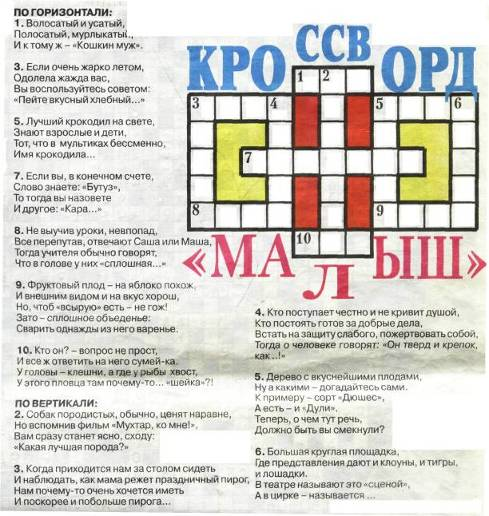 ПО ГОРИЗОНТАЛИ:
1. Волосатый и усатый,
Полосатый, мурлыкаты..,
И к тому ж – «Кошкин муж».
3. Если очень жарко летом,
Одолела жажда вас,
Вы воспользуйтесь советом:
«Пейте вкусный хлебный…»
5. Лучший крокодил на свете,
Знают взрослые и дети,
Тот, что в мультиках бессменно,
Имя крокодила…
7. Если вы, в конечном счете,
Слово знаете: «Бутуз»,
То тогда вы назовете
И другое: «Кара…»
8. Не выучив уроки, невпопад,
Все перепутав, отвечают Саша или Маша,
Тогда учителя обычно говорят,
Что в голове у них «сплошная…»
9. Фруктовый плод – на яблоко похож,
И внешним видом и на вкус хорош,
Но, чтоб «всырую» есть – не гож!
Зато – сплошное объеденье:
Сварить однажды из него варенье.
10. Кто он? – вопрос не прост,
И все ж ответить на него сумей-ка.
У головы – клешни, а где у рыбы хвост,
У этого пловца там почему-то… «шейка»?!
ПО ВЕРТИКАЛИ:
2. Собак породистых, обычно, ценят наравне,
Но вспомнив фильм «Мухтар, ко мне!»,
Вам сразу станет ясно, сходу:
«Какая лучшая порода?»
3. Когда приходится нам за столом сидеть
И наблюдать, как мама режет праздничный пирог,
Нам почему-то очень хочется иметь
И поскорее и побольше пирога…
КРОССВОРД
1 2
3 4 5 6
7
8 9
10
«МАЛЫШ»
4. Кто поступает честно и не кривит душой,
Кто постоять готов за добрые дела,
Встать на защиту слабого, пожертвовать собой,
Тогда о человеке говорят: «Он тверд и крепок,
как…!»
5. Дерево с вкуснейшими плодами,
Ну а какими – догадайтесь сами.
К примеру – сорт «Дюшес»,
А есть – и «Дули».
Теперь, о чем тут речь,
Должно быть вы смекнули?
6. Большая круглая площадка,
Где представления дают и клоуны, и тигры,
и лошадки.
В театре называют это «сценой»,
А в цирке – называется …